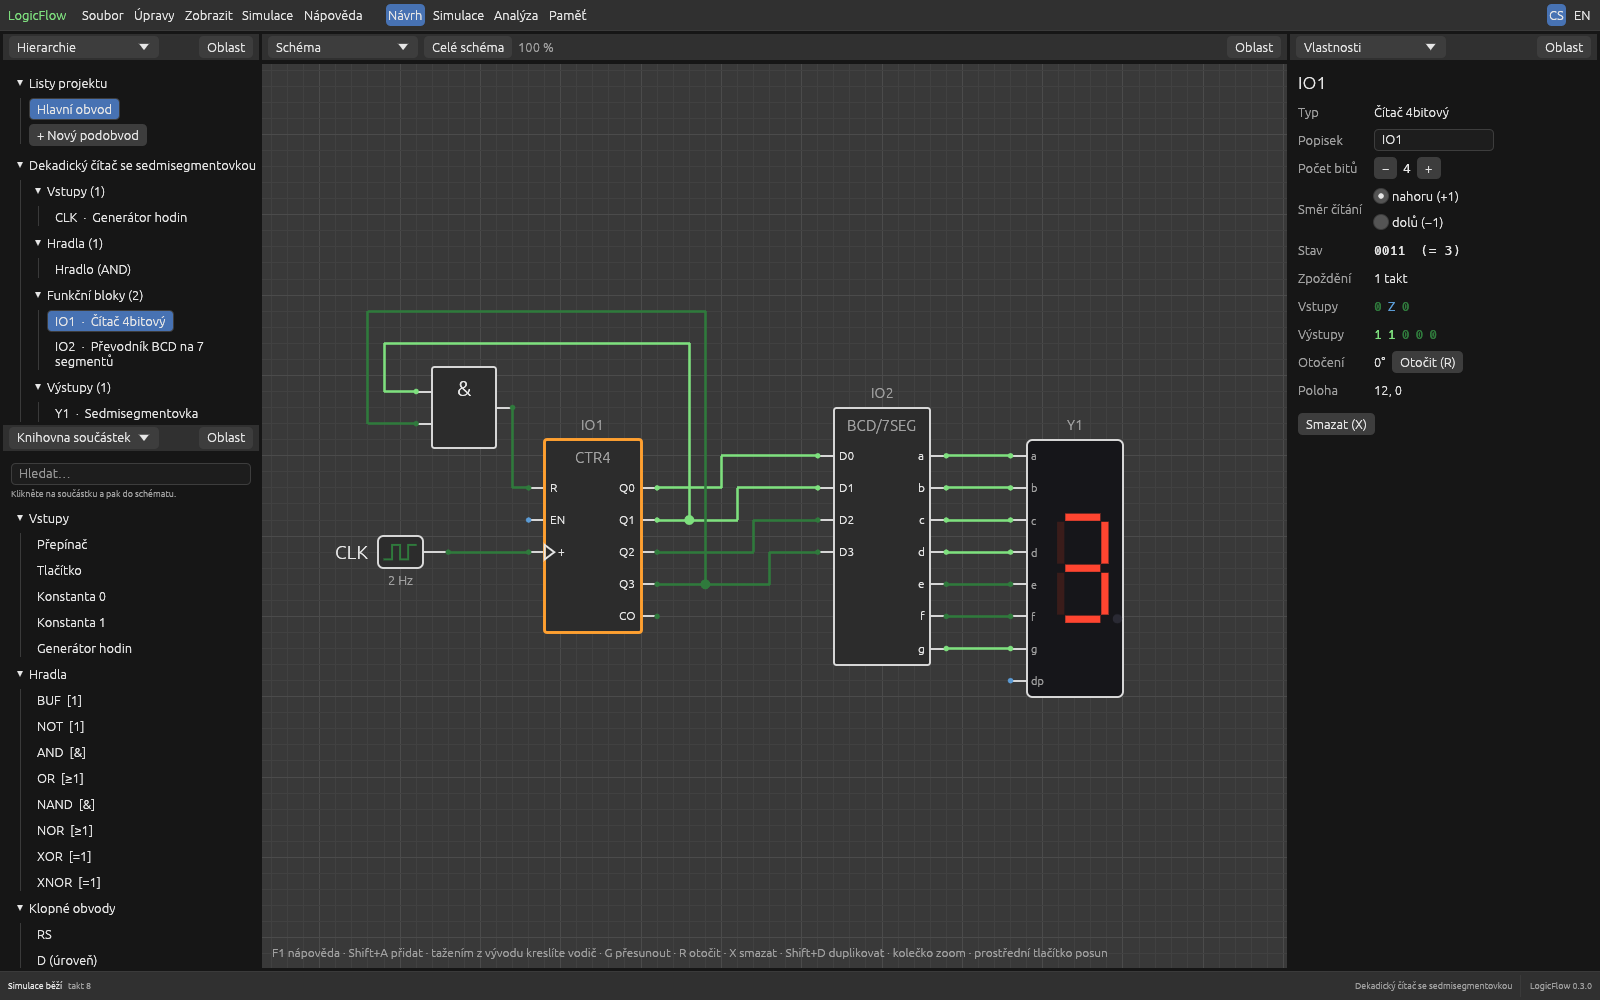 LogicFlow Soubor Úpravy Zobrazit Simulace Nápověda Návrh Simulace Analýza Paměť CS EN
Hierarchie Oblast
Listy projektu
Hlavní obvod
+ Nový podobvod
Dekadický čítač se sedmisegmentovkou
Vstupy (1)
CLK · Generátor hodin
Hradla (1)
Hradlo (AND)
Funkční bloky (2)
IO1 · Čítač 4bitový
IO2 · Převodník BCD na 7
segmentů
Výstupy (1)
Y1 · Sedmisegmentovka
Knihovna součástek Oblast
Hledat...
Klikněte na součástku a pak do schématu.
Vstupy
Přepínač
Tlačítko
Konstanta 0
Konstanta 1
Generátor hodin
Hradla
BUF [1]
NOT [1]
AND [&]
OR [≥1]
NAND [&]
NOR [≥1]
XOR [=1]
XNOR [=1]
Klopné obvody
RS
D (úroveň)
Schéma Celé schéma 100 % Oblast
&
IO1
CTR4
R Q0
EN Q1
+ Q2
Q3
CO
CLK
2 Hz
IO2
BCD/7SEG
D0 a
D1 b
D2 c
D3 d
e
f
g
Y1
a
b
c
d
e
f
g
dp
F1 nápověda · Shift+A přidat · tažením z vývodu kreslíte vodič · G přesunout · R otočit · X smazat · Shift+D duplikovat · kolečko zoom · prostřední tlačítko posun
Vlastnosti Oblast
IO1
Typ Čítač 4bitový
Popisek IO1
Počet bitů − 4 +
Směr čítání nahoru (+1)
dolů (−1)
Stav 0011 (= 3)
Zpoždění 1 takt
Vstupy 0 Z 0
Výstupy 1 1 0 0 0
Otočení 0° Otočit (R)
Poloha 12, 0
Smazat (X)
Simulace běží takt 8
Dekadický čítač se sedmisegmentovkou LogicFlow 0.3.0